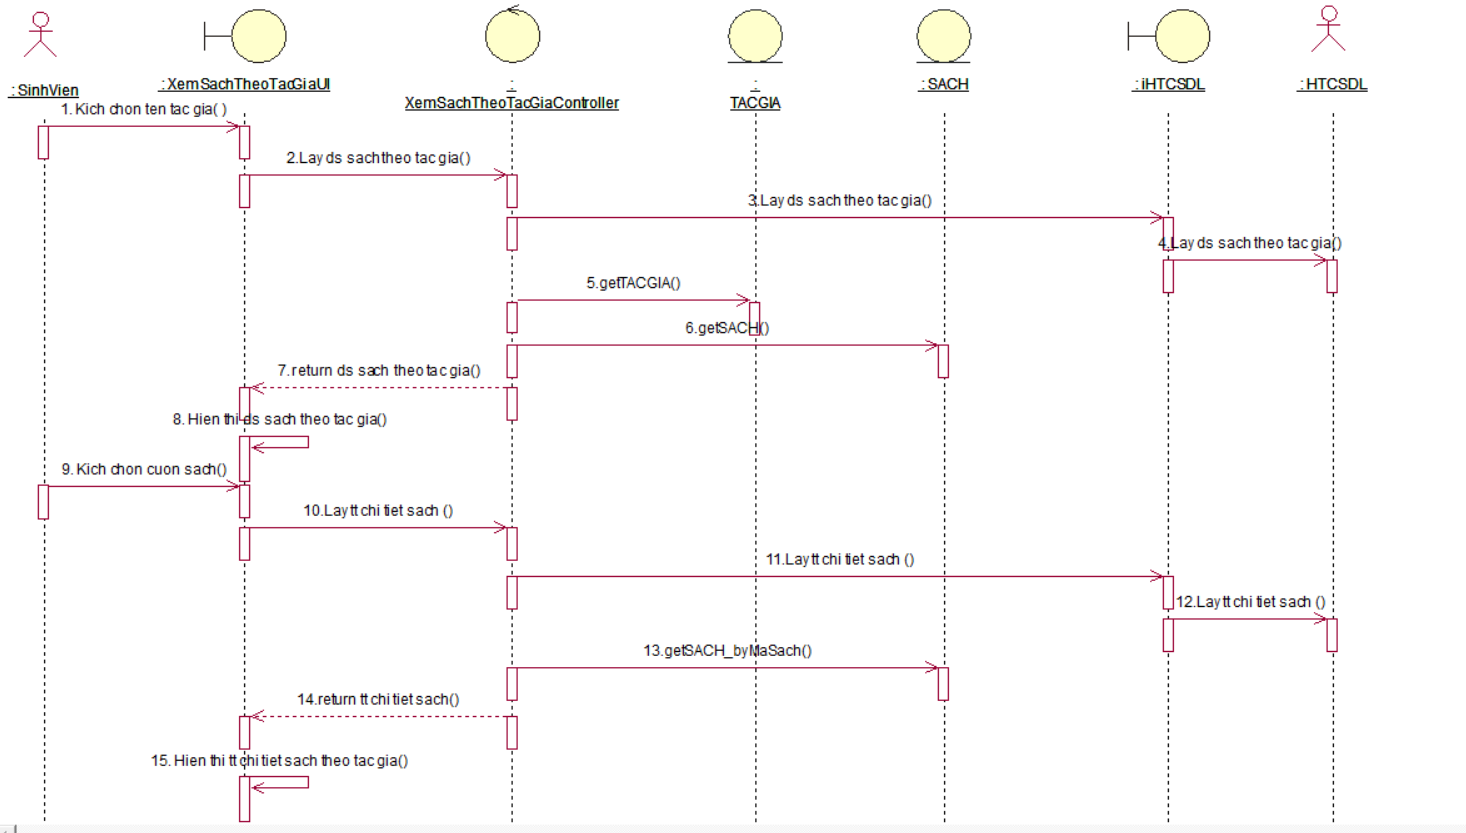 : SinhVien
: XemSachTheoTacGiaUI
:
XemSachTheoTacGiaController
:
TACGIA
: SACH
: iHTCSDL
: HTCSDL
1. Kich chon ten tac gia( )
2.Lay ds sach theo tac gia()
3.Lay ds sach theo tac gia()
4.Lay ds sach theo tac gia()
5.getTACGIA()
6.getSACH()
7.return ds sach theo tac gia()
8. Hien thi ds sach theo tac gia()
9. Kich chon cuon sach()
10.Lay tt chi tiet sach ()
11.Lay tt chi tiet sach ()
12.Lay tt chi tiet sach ()
13.getSACH_byMaSach()
14.return tt chi tiet sach()
15. Hien thi tt chi tiet sach theo tac gia()